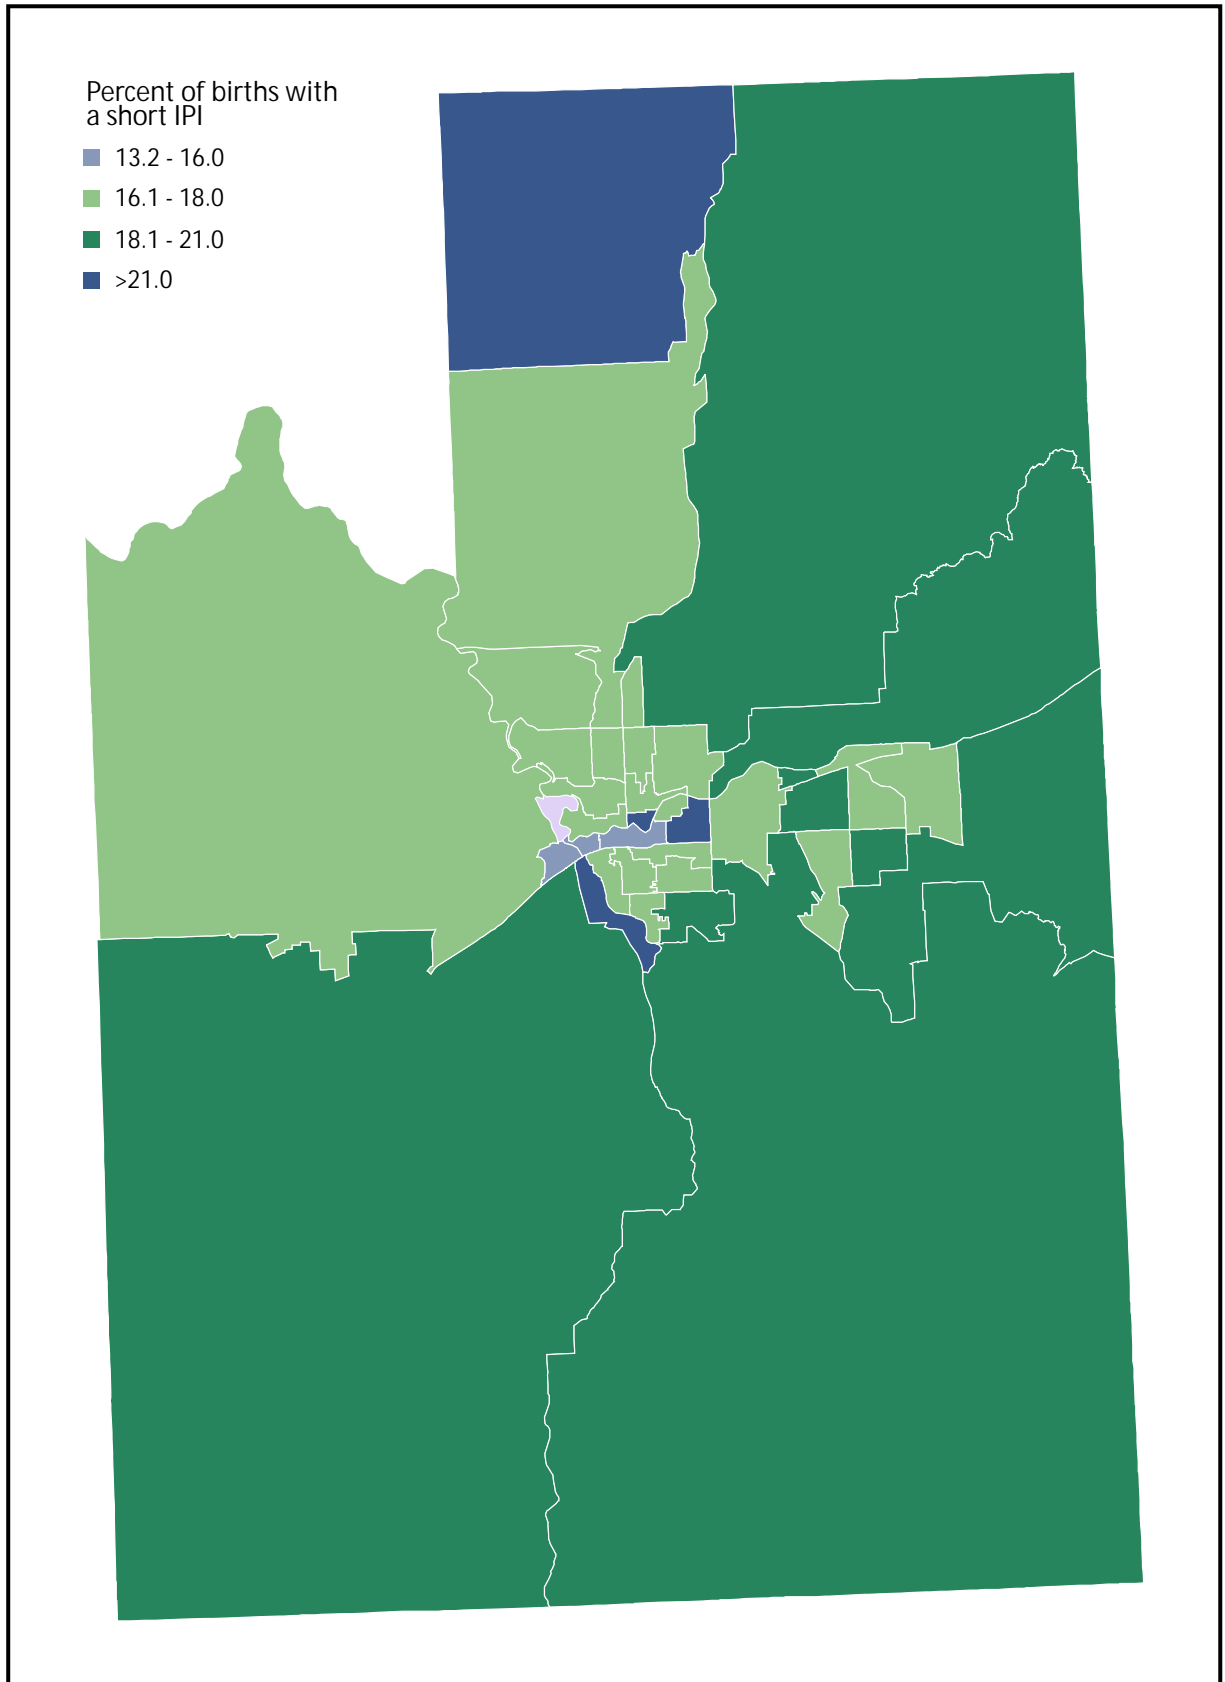 Percent of births with
a short IPI
13.2 - 16.0
16.1 - 18.0
18.1 - 21.0
>21.0